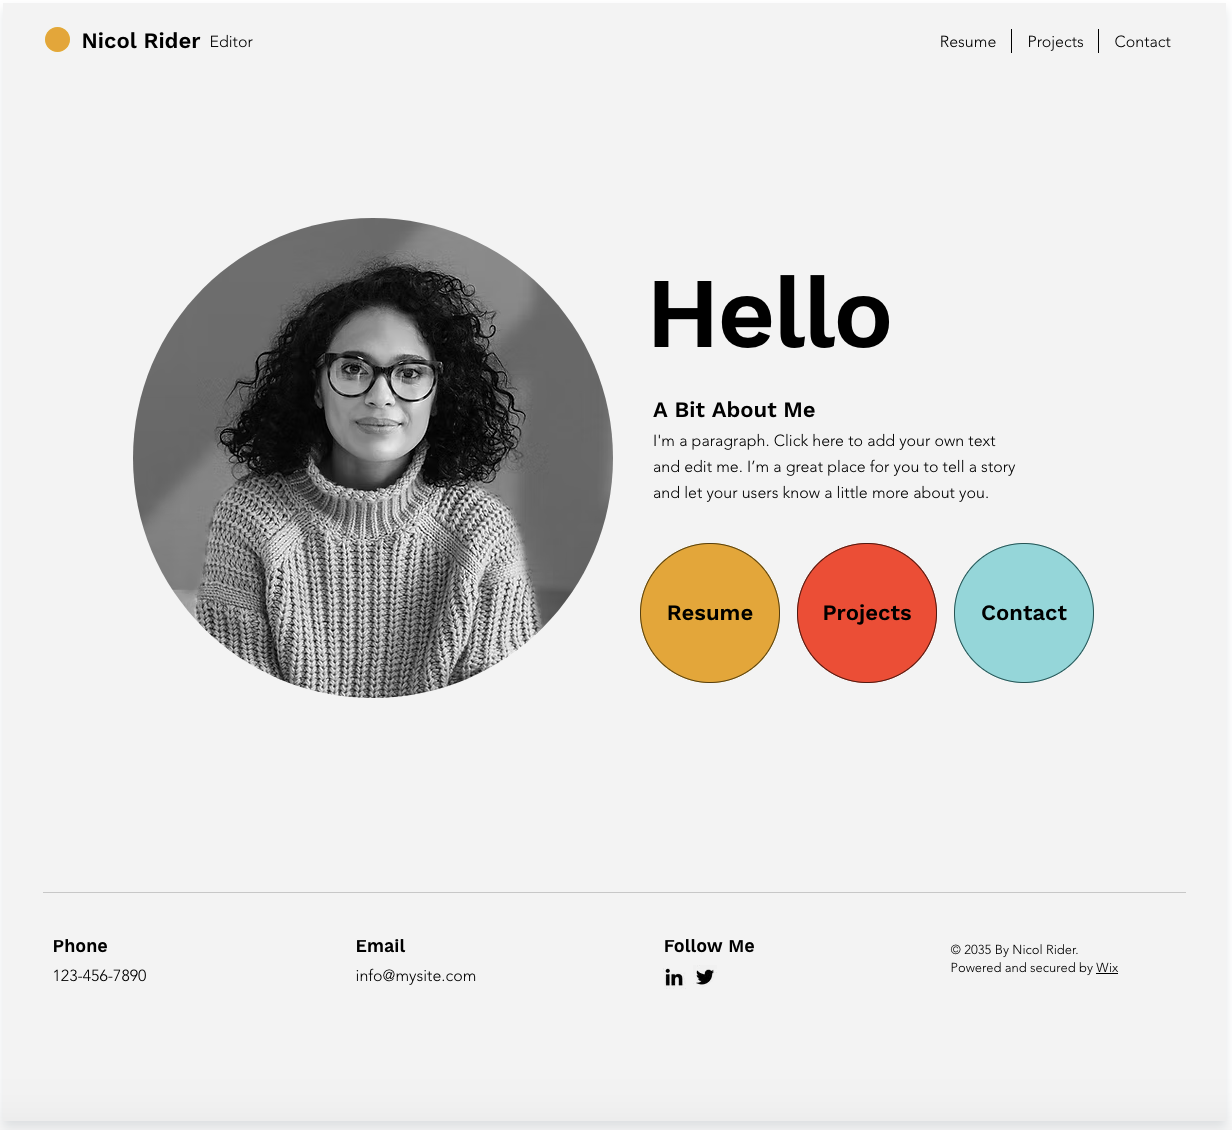 Nicol Rider Editor
Resume
Projects
Contact
Hello
A Bit About Me
I'm a paragraph. Click here to add your own text
and edit me. I’m a great place for you to tell a story
and let your users know a little more about you.
Resume
Projects
Contact
Phone
123-456-7890
Email
info@mysite.com
Follow Me
in
© 2035 By Nicol Rider.
Powered and secured by Wix